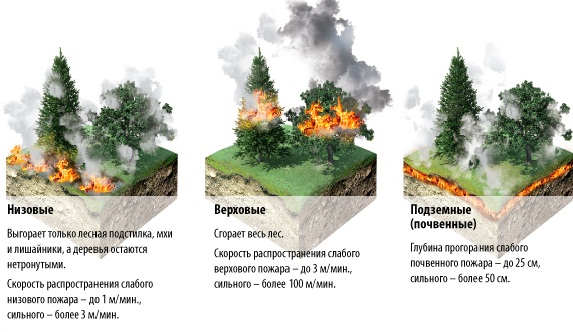 Низовые
Выгорает только лесная подстилка, мхи
и лишайники, а деревья остаются
нетронутыми.
Скорость распространения слабого
низового пожара – до 1 м/мин.,
сильного – более 3 м/мин.
Верховые
Сгорает весь лес.
Скорость распространения слабого
верхового пожара – до 3 м/мин.,
сильного – более 100 м/мин.
Подземные
(почвенные)
Глубина прогорания слабого
почвенного пожара – до 25 см,
сильного – более 50 см.